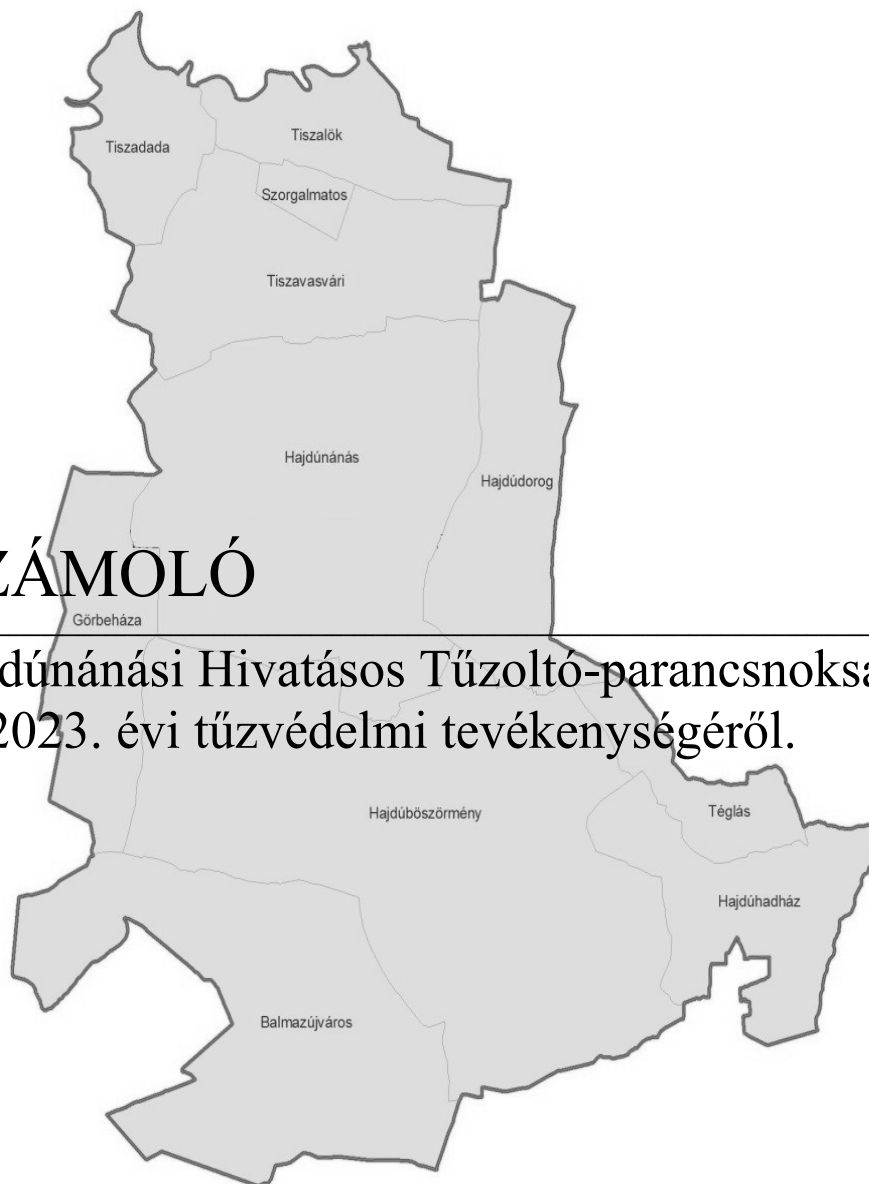 Tiszadada
Tiszalök
Szorgalmatos
Tiszavasvári
Hajdúnánás
Hajdúdorog
ZÁMOLÓ
Görbeháza
dúnánási Hivatásos Tűzoltó-parancsnoksá
2023. évi tűzvédelmi tevékenységéről.
Hajdúböszörmény
Téglás
Hajdúhadház
Balmazújváros